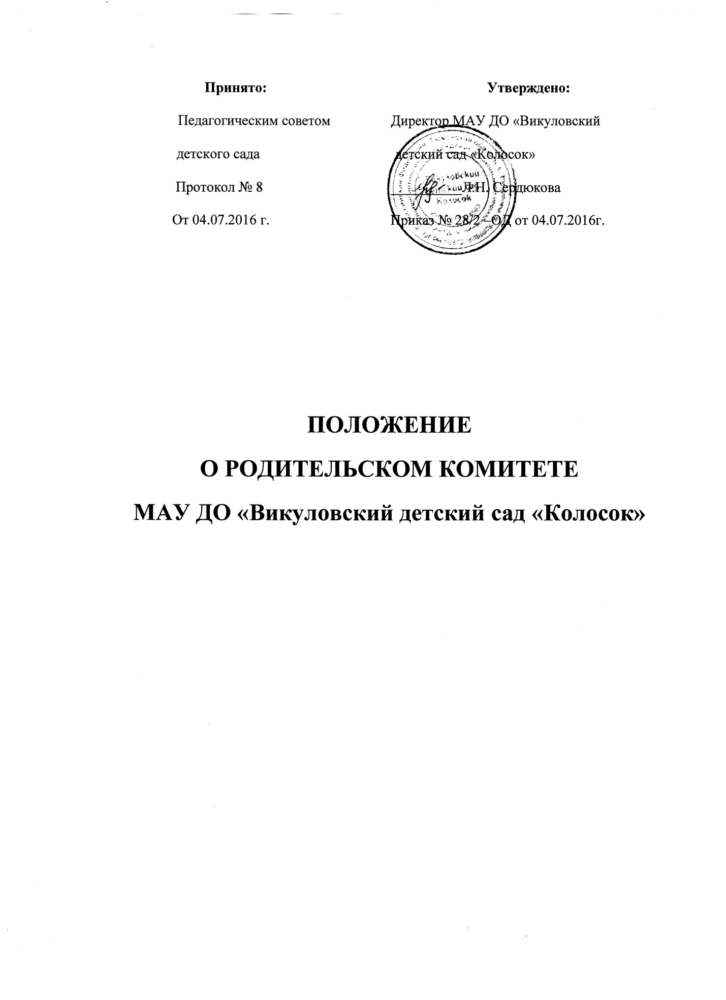 Принято:
Педагогическим советом
детского сада
Протокол № 8
От 04.07.2016 г.
Утверждено:
Директор МАУ ДО «Викуловский
детский сад «Колосок»
__________Л.Н. Сердюкова
Приказ № 28/2 –ОД от 04.07.2016г.
Колосок
ПОЛОЖЕНИЕ
О РОДИТЕЛЬСКОМ КОМИТЕТЕ
МАУ ДО «Викуловский детский сад «Колосок»